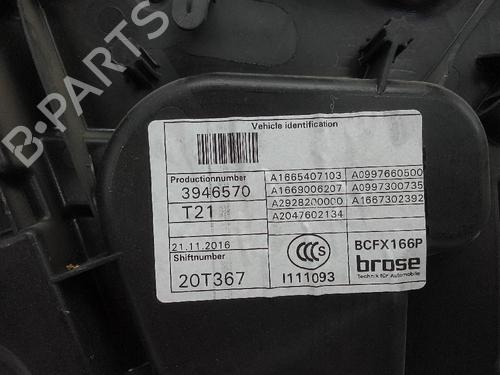 Vehicle identification
Productionnumber
3946570
T21
21.11.2016
Shiftnumber
20T367
A1665407103 A0997660500
A1669006207 A0997300735
A2928200000 A1667302392
A2047602134
CCC S
I111093
BCFX166P
brose
Technik für Automobile
B-PARTS